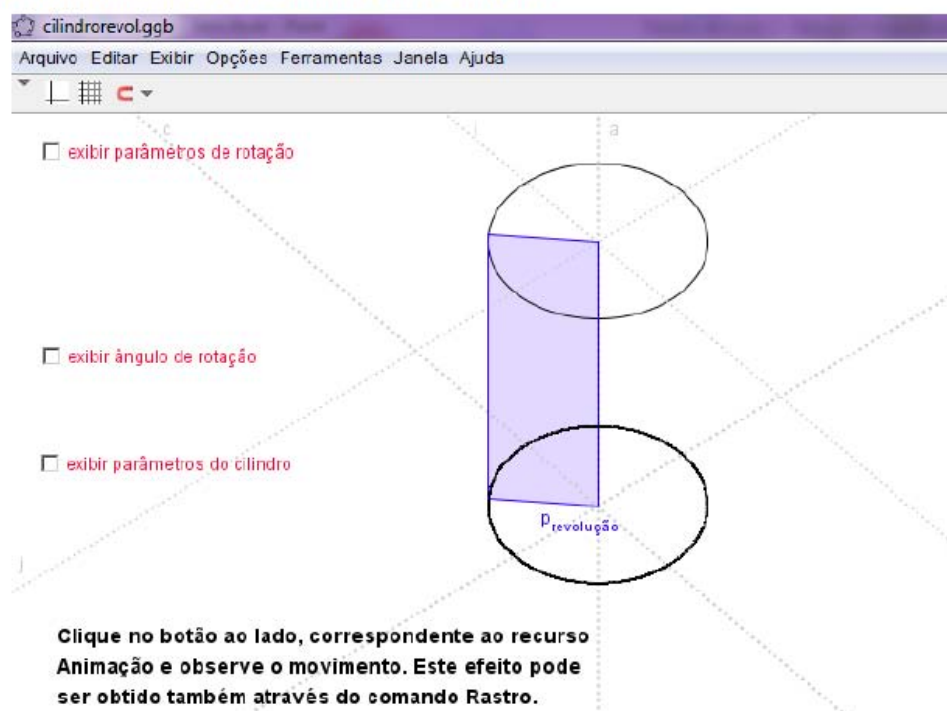 cilindrorevol.ggb
Arquivo Editar Exibir Opções Ferramentas Janela Ajuda
c
i
a
exibir parâmetros de rotação
exibir ângulo de rotação
exibir parâmetros do cilindro
p revolução
j
Clique no botão ao lado, correspondente ao recurso
Animação e observe o movimento. Este efeito pode
ser obtido também através do comando Rastro.